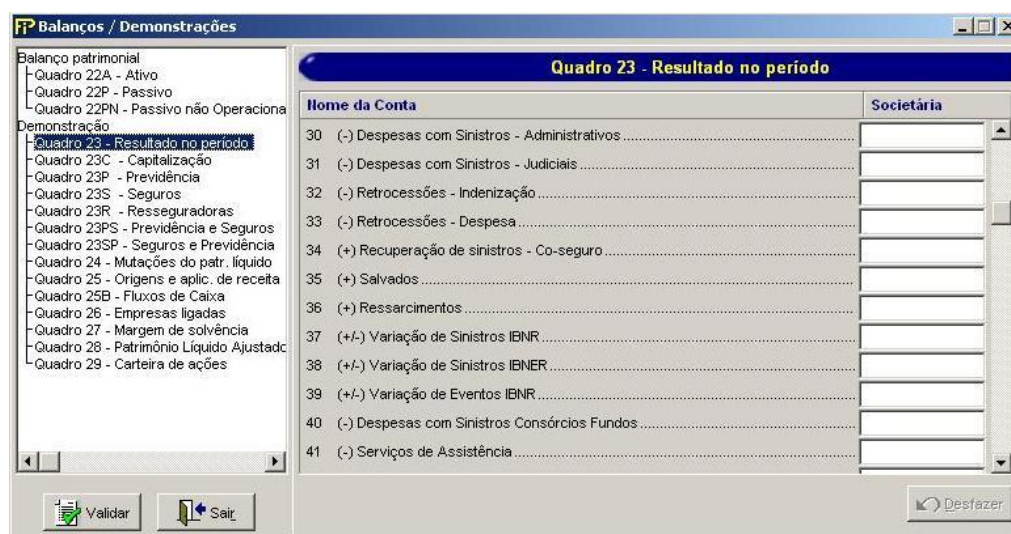 FiP Balanços / Demonstrações
Balanço patrimonial
Quadro 22A - Ativo
Quadro 22P - Passivo
Quadro 22PN - Passivo não Operaciona
Demonstração
Quadro 23 - Resultado no período
Quadro 23C - Capitalização
Quadro 23P - Previdência
Quadro 23S - Seguros
Quadro 23R - Resseguradoras
Quadro 23PS - Previdência e Seguros
Quadro 23SP - Seguros e Previdência
Quadro 24 - Mutações do patr. líquido
Quadro 25 - Origens e aplic. de receita
Quadro 25B - Fluxos de Caixa
Quadro 26 - Empresas ligadas
Quadro 27 - Margem de solvência
Quadro 28 - Patrimônio Líquido Ajustado
Quadro 29 - Carteira de ações
Validar
Sair
Quadro 23 - Resultado no período
Nome da Conta Societária
30 (-) Despesas com Sinistros - Administrativos
31 (-) Despesas com Sinistros - Judiciais
32 (-) Retrocessões - Indenização
33 (-) Retrocessões - Despesa
34 (+) Recuperação de sinistros - Co-seguro
35 (+) Salvados
36 (+) Ressarcimentos
37 (+/-) Variação de Sinistros IBNR
38 (+/-) Variação de Sinistros IBNER
39 (+/-) Variação de Eventos IBNR
40 (-) Despesas com Sinistros Consórcios Fundos
41 (-) Serviços de Assistência
Desfazer